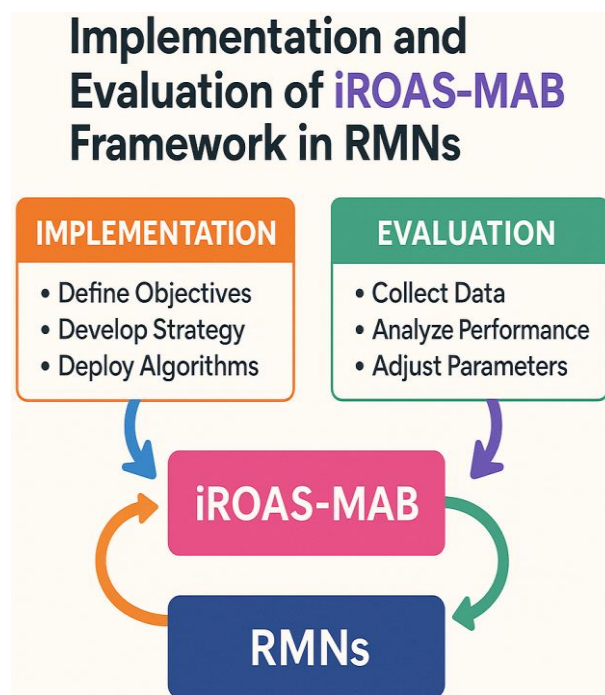 Implementation and
Evaluation of iROAS-MAB
Framework in RMNs
IMPLEMENTATION
• Define Objectives
• Develop Strategy
• Deploy Algorithms
EVALUATION
• Collect Data
• Analyze Performance
• Adjust Parameters
iROAS-MAB
RMNs